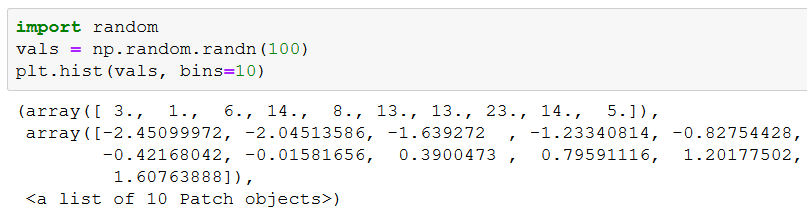 import random
vals = np.random.randn(100)
plt.hist(vals, bins=10)
(array([ 3.,  1.,  6., 14.,  8., 13., 13., 23., 14.,  5.]),
 array([-2.45099972, -2.04513586, -1.639272  , -1.23340814, -0.82754428,
        -0.42168042, -0.01581656,  0.3900473 ,  0.79591116,  1.20177502,
         1.60763888]),
 <a list of 10 Patch objects>)